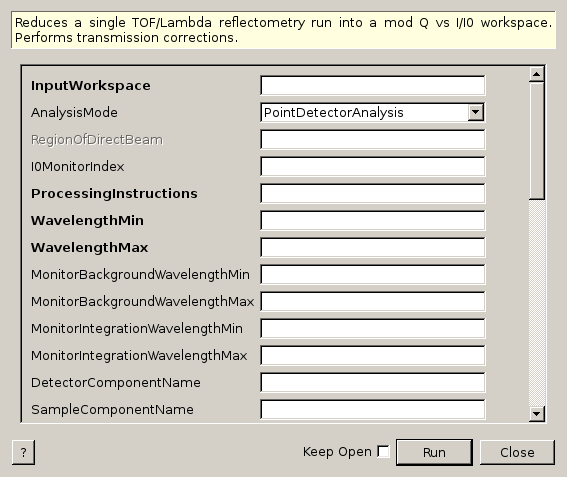 Reduces a single TOF/Lambda reflectometry run into a mod Q vs I/I0 workspace.
Performs transmission corrections.
InputWorkspace
AnalysisMode PointDetectorAnalysis
RegionOfDirectBeam
I0MonitorIndex
ProcessingInstructions
WavelengthMin
WavelengthMax
MonitorBackgroundWavelengthMin
MonitorBackgroundWavelengthMax
MonitorIntegrationWavelengthMin
MonitorIntegrationWavelengthMax
DetectorComponentName
SampleComponentName
? Keep Open Run Close